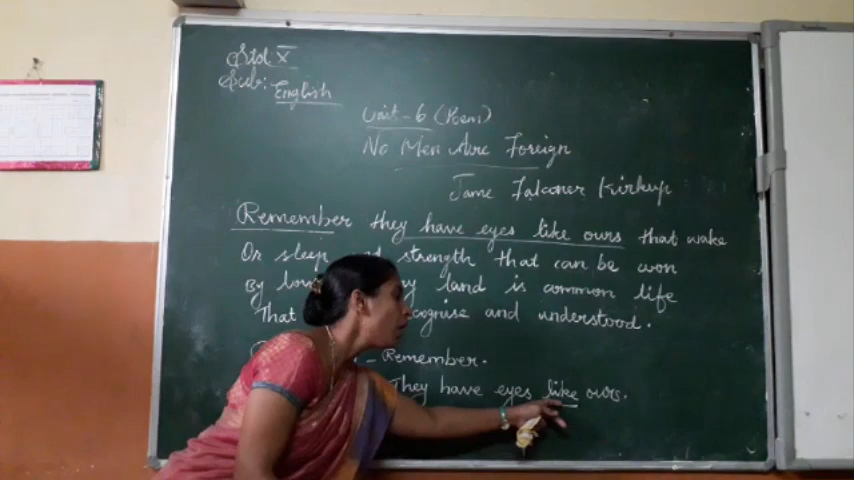 Std X
Sub: English
Unit-6 (Poem)
No Men Are Foreign
Jame Falconer Kirkup
Remember they have eyes like ours that wake
Or sleep strength that can be won
By land is common life
That cognise and understood.
- Remember.
They have eyes like ours.